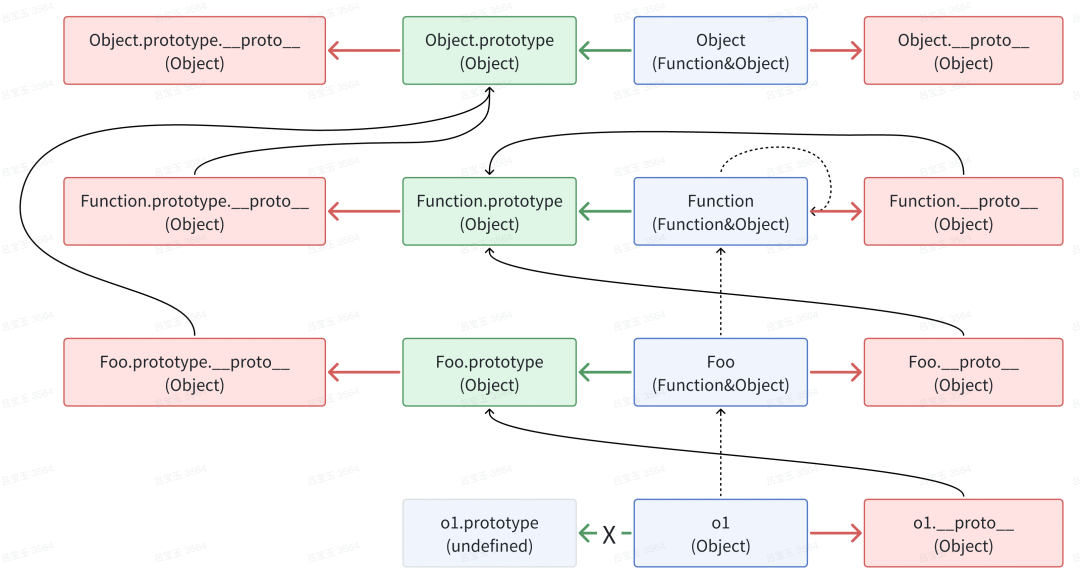 Object.prototype.__proto__
(Object)
Object.prototype
(Object)
Object
(Function&Object)
Object.__proto__
(Object)
Function.prototype.__proto__
(Object)
Function.prototype
(Object)
Function
(Function&Object)
Function.__proto__
(Object)
Foo.prototype.__proto__
(Object)
Foo.prototype
(Object)
Foo
(Function&Object)
Foo.__proto__
(Object)
o1.prototype
(undefined)
X
o1
(Object)
o1.__proto__
(Object)